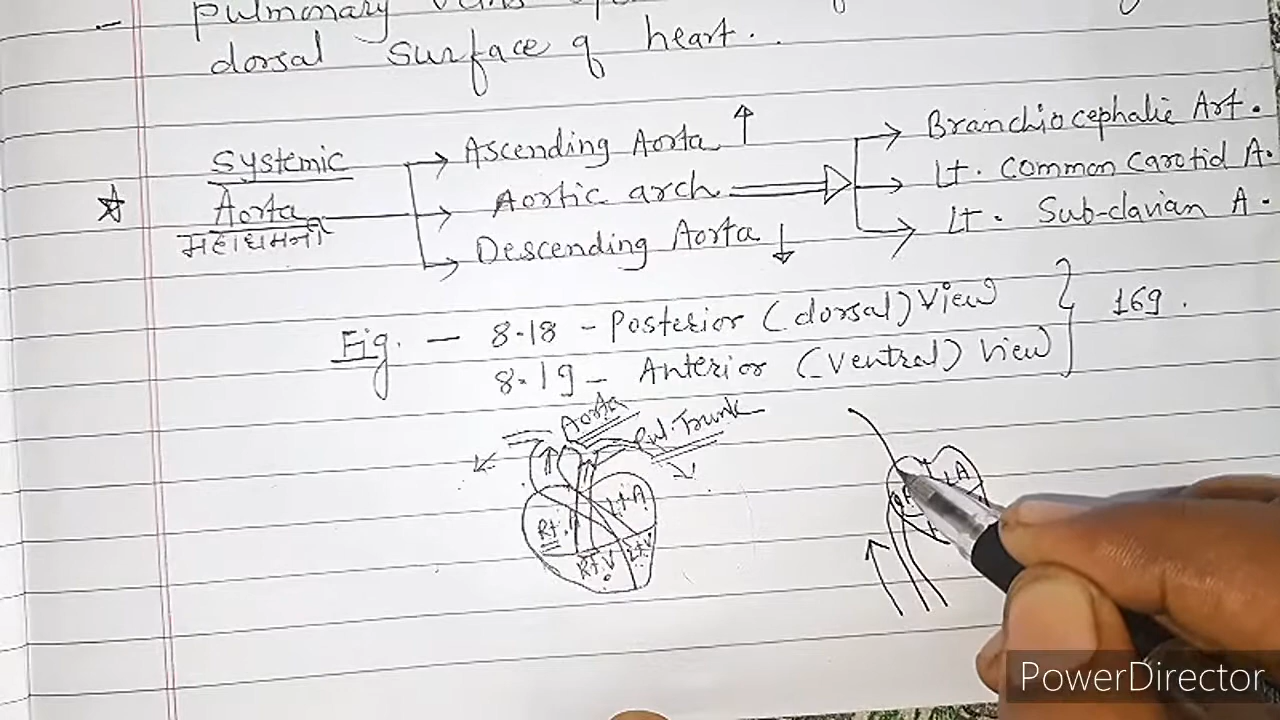 - Pulmonary
dorsal surface of heart.
Systemic
Aorta
महाधमनी
Ascending Aorta ↑
Aortic arch
Descending Aorta ↓
Branchiocephalic Art.
Lt. Common Carotid A.
Lt. Sub-clavian A.
Fig. - 8.18 - Posterior (dorsal) View
8.19 - Anterior (Ventral) View
169.
Aorta
Pul. Trunk
Lt. A
Rt.
Rt. V
Lt. V
LA
PowerDirector